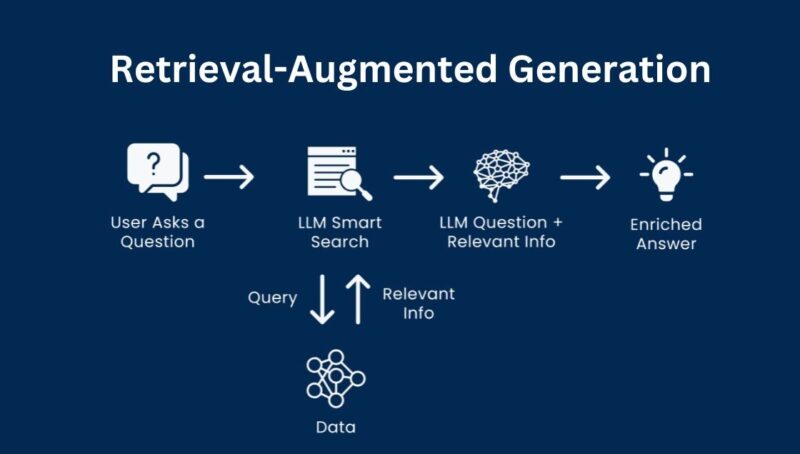 Retrieval-Augmented Generation
?
User Asks a
Question
LLM Smart
Search
LLM Question +
Relevant Info
Enriched
Answer
Query
Relevant
Info
Data